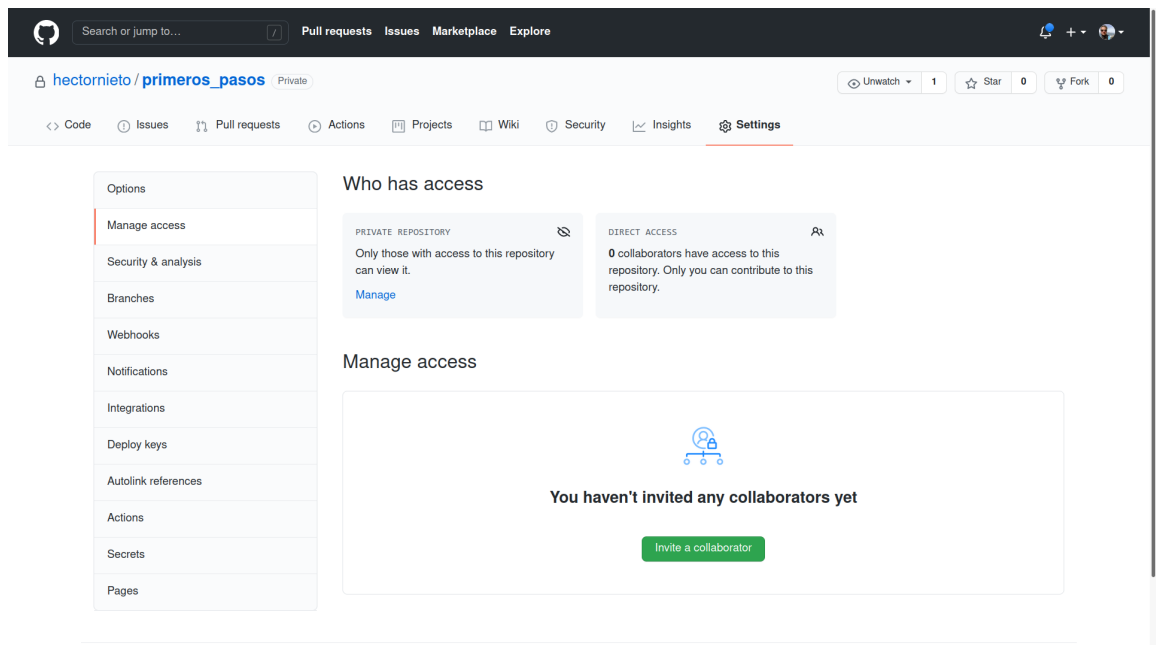 Search or jump to… / Pull requests Issues Marketplace Explore
hectornieto / primeros_pasos Private Unwatch 1 Star 0 Fork 0
Code Issues Pull requests Actions Projects Wiki Security Insights Settings
Options
Manage access
Security & analysis
Branches
Webhooks
Notifications
Integrations
Deploy keys
Autolink references
Actions
Secrets
Pages
Who has access
PRIVATE REPOSITORY
Only those with access to this repository
can view it.
Manage
DIRECT ACCESS
0 collaborators have access to this
repository. Only you can contribute to this
repository.
Manage access
You haven't invited any collaborators yet
Invite a collaborator